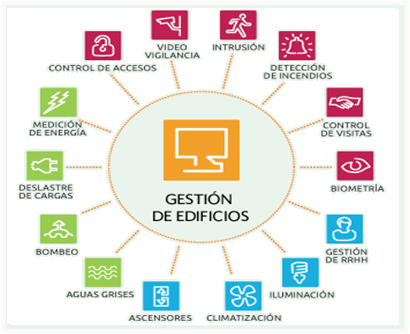 VIDEO
VIGILANCIA
INTRUSIÓN
CONTROL DE ACCESOS
DETECCIÓN
DE INCENDIOS
MEDICIÓN
DE ENERGÍA
CONTROL
DE VISITAS
DESLASTRE
DE CARGAS
BIOMETRÍA
GESTIÓN
DE EDIFICIOS
BOMBEO
GESTIÓN
DE RRHH
AGUAS GRISES
ILUMINACIÓN
ASCENSORES
CLIMATIZACIÓN